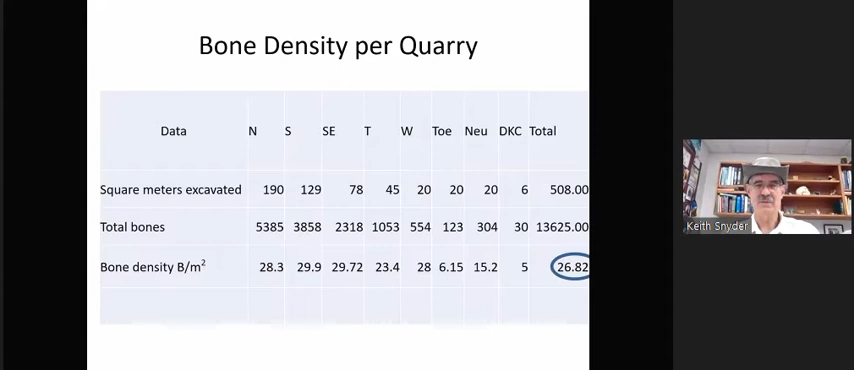 Bone Density per Quarry
Data N S SE T W Toe Neu DKC Total
Square meters excavated 190 129 78 45 20 20 20 6 508.00
Total bones 5385 3858 2318 1053 554 123 304 30 13625.00
Bone density B/m² 28.3 29.9 29.72 23.4 28 6.15 15.2 5 26.82
Keith Snyder